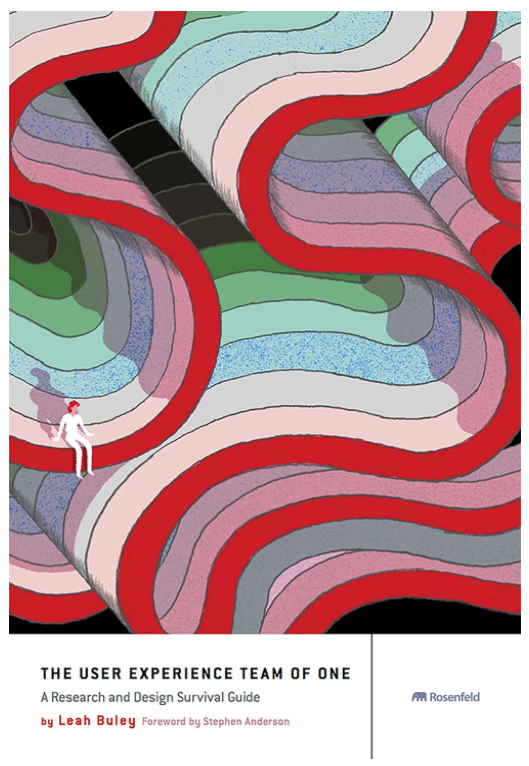 THE USER EXPERIENCE TEAM OF ONE
A Research and Design Survival Guide
by Leah Buley Foreword by Stephen Anderson
Rosenfeld